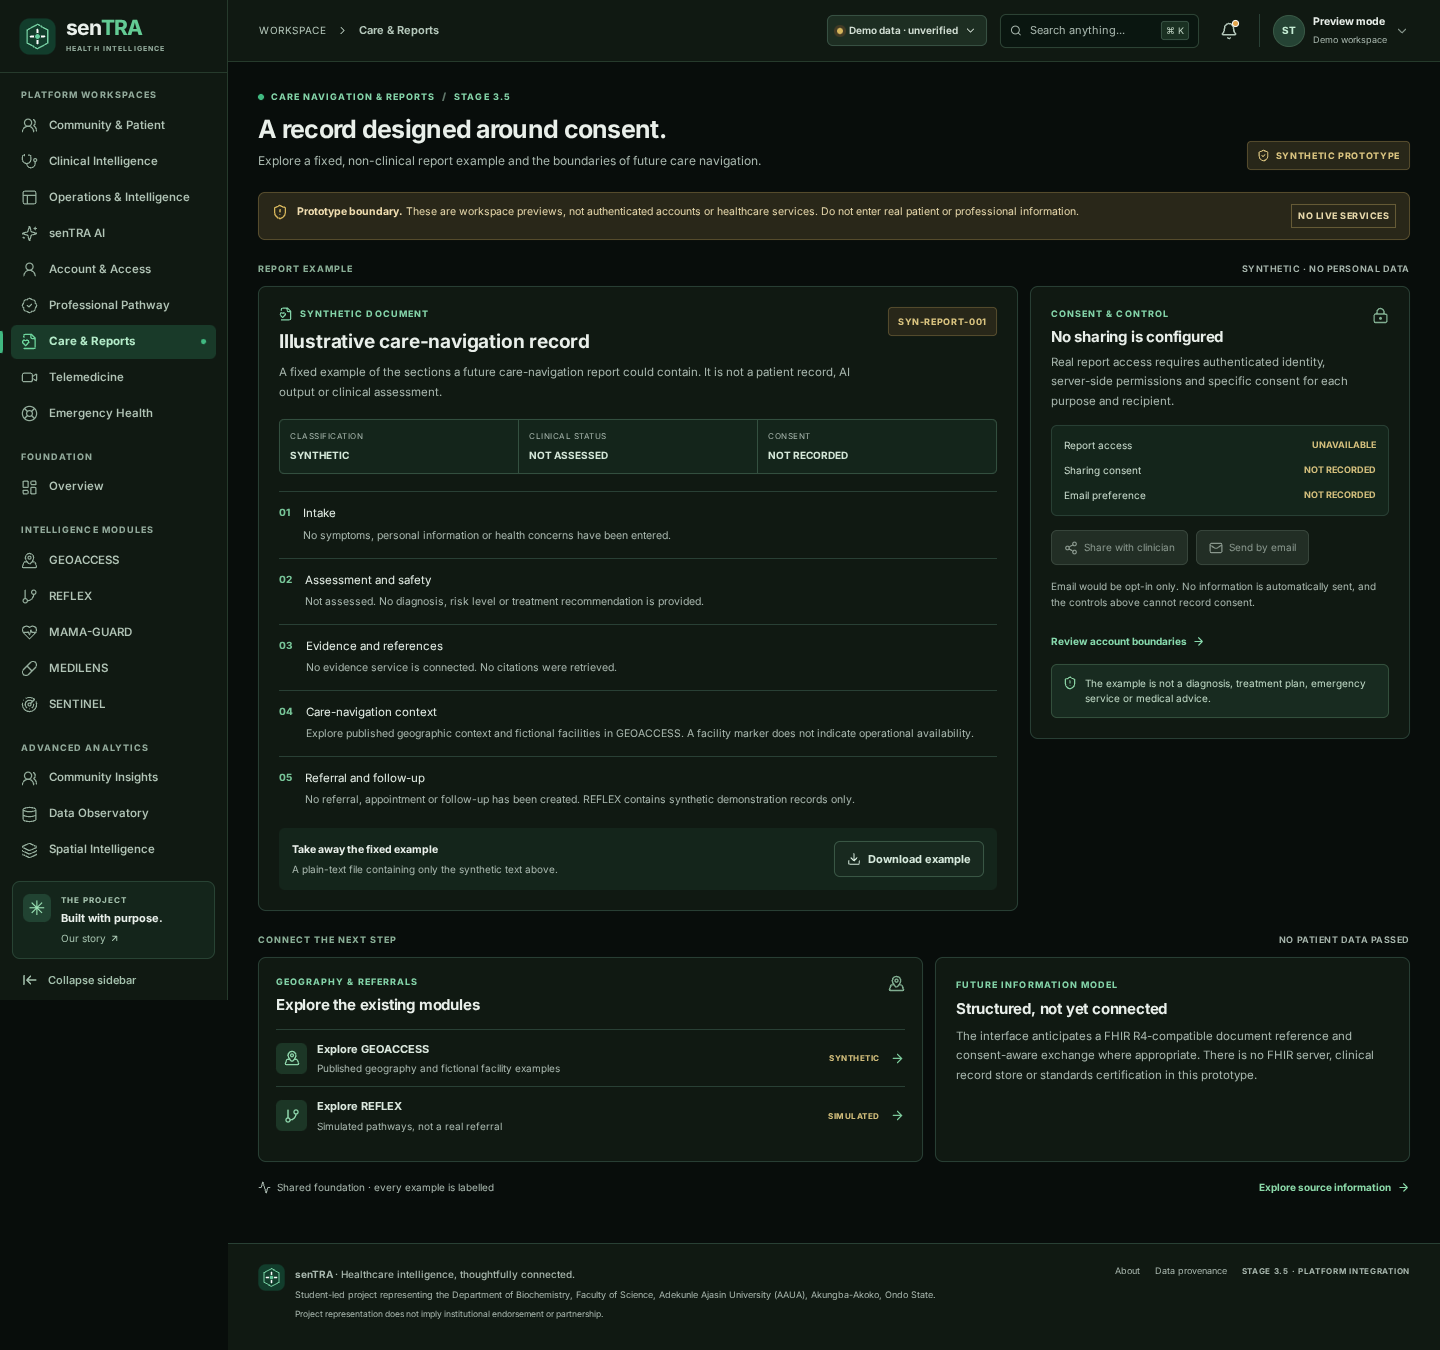 senTRA
HEALTH INTELLIGENCE
PLATFORM WORKSPACES
Community & Patient
Clinical Intelligence
Operations & Intelligence
senTRA AI
Account & Access
Professional Pathway
Care & Reports
Telemedicine
Emergency Health
FOUNDATION
Overview
INTELLIGENCE MODULES
GEOACCESS
REFLEX
MAMA-GUARD
MEDILENS
SENTINEL
ADVANCED ANALYTICS
Community Insights
Data Observatory
Spatial Intelligence
THE PROJECT
Built with purpose.
Our story
Collapse sidebar
WORKSPACE > Care & Reports
Demo data · unverified
Search anything... ⌘ K
ST
Preview mode
Demo workspace
CARE NAVIGATION & REPORTS / STAGE 3.5
A record designed around consent.
Explore a fixed, non-clinical report example and the boundaries of future care navigation.
SYNTHETIC PROTOTYPE
Prototype boundary. These are workspace previews, not authenticated accounts or healthcare services. Do not enter real patient or professional information.
NO LIVE SERVICES
REPORT EXAMPLE
SYNTHETIC · NO PERSONAL DATA
SYNTHETIC DOCUMENT
SYN-REPORT-001
Illustrative care-navigation record
A fixed example of the sections a future care-navigation report could contain. It is not a patient record, AI
output or clinical assessment.
CLASSIFICATION
SYNTHETIC
CLINICAL STATUS
NOT ASSESSED
CONSENT
NOT RECORDED
01 Intake
No symptoms, personal information or health concerns have been entered.
02 Assessment and safety
Not assessed. No diagnosis, risk level or treatment recommendation is provided.
03 Evidence and references
No evidence service is connected. No citations were retrieved.
04 Care-navigation context
Explore published geographic context and fictional facilities in GEOACCESS. A facility marker does not indicate operational availability.
05 Referral and follow-up
No referral, appointment or follow-up has been created. REFLEX contains synthetic demonstration records only.
Take away the fixed example
A plain-text file containing only the synthetic text above.
Download example
CONSENT & CONTROL
No sharing is configured
Real report access requires authenticated identity,
server-side permissions and specific consent for each
purpose and recipient.
Report access UNAVAILABLE
Sharing consent NOT RECORDED
Email preference NOT RECORDED
Share with clinician
Send by email
Email would be opt-in only. No information is automatically sent, and
the controls above cannot record consent.
Review account boundaries
The example is not a diagnosis, treatment plan, emergency
service or medical advice.
CONNECT THE NEXT STEP
NO PATIENT DATA PASSED
GEOGRAPHY & REFERRALS
Explore the existing modules
Explore GEOACCESS
Published geography and fictional facility examples
SYNTHETIC
Explore REFLEX
Simulated pathways, not a real referral
SIMULATED
FUTURE INFORMATION MODEL
Structured, not yet connected
The interface anticipates a FHIR R4-compatible document reference and
consent-aware exchange where appropriate. There is no FHIR server, clinical
record store or standards certification in this prototype.
Shared foundation · every example is labelled
Explore source information
senTRA · Healthcare intelligence, thoughtfully connected.
Student-led project representing the Department of Biochemistry, Faculty of Science, Adekunle Ajasin University (AAUA), Akungba-Akoko, Ondo State.
Project representation does not imply institutional endorsement or partnership.
About
Data provenance
STAGE 3.5 · PLATFORM INTEGRATION